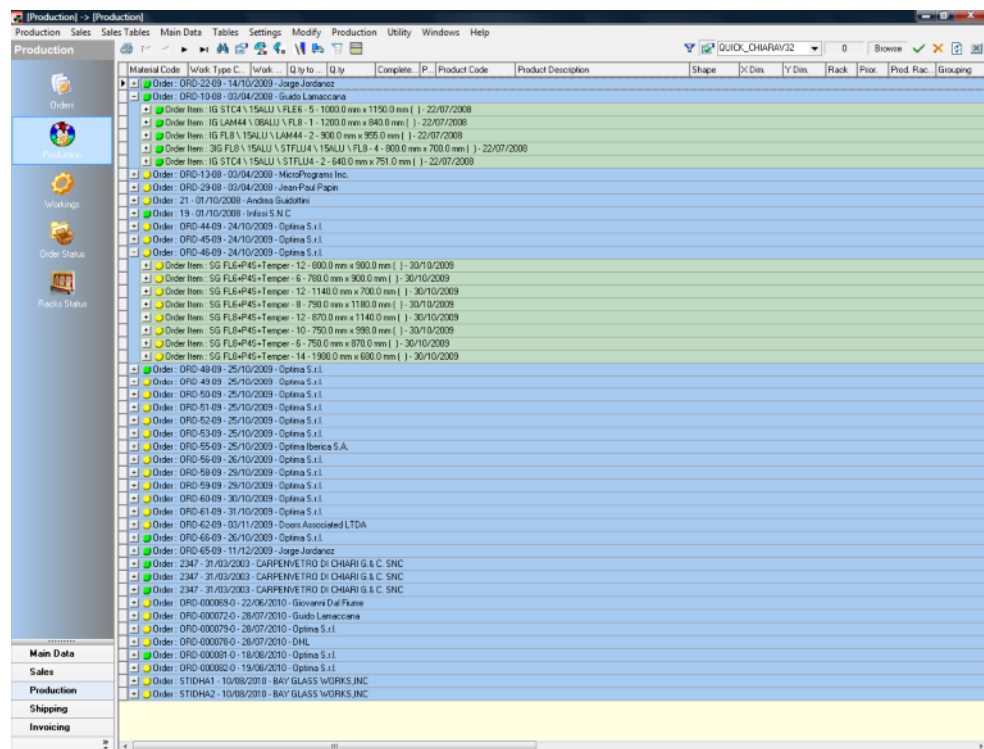 [Production] -> [Production]
Production Sales Sales Tables Main Data Tables Settings Modify Production Utility Windows Help
Production
QUICK_CHIARAV32 0 Browse
Material Code Work Type C... Work ... Q.ty to ... Q.ty Complete... P... Product Code Product Description Shape X Dim. Y Dim. Rack Prior. Prod. Rac... Grouping
Order : ORD-22-09 - 14/10/2009 - Jorge Jordanoz
Order : ORD-10-08 - 03/04/2008 - Guido Lamaccana
Order Item : IG STC4 \ 15ALU \ FLE6 - 5 - 1000.0 mm x 1150.0 mm ( ) - 22/07/2008
Order Item : IG LAM44 \ 08ALU \ FL8 - 1 - 1200.0 mm x 840.0 mm ( ) - 22/07/2008
Order Item : IG FL8 \ 15ALU \ LAM44 - 2 - 900.0 mm x 955.0 mm ( ) - 22/07/2008
Order Item : 3IG FL8 \ 15ALU \ STFLU4 \ 15ALU \ FL8 - 4 - 800.0 mm x 700.0 mm ( ) - 22/07/2008
Order Item : IG STC4 \ 15ALU \ STFLU4 - 2 - 640.0 mm x 751.0 mm ( ) - 22/07/2008
Order : ORD-13-08 - 03/04/2008 - MicroPrograms Inc.
Order : ORD-29-08 - 03/04/2008 - Jean-Paul Papin
Order : 21 - 01/10/2008 - Andrea Guidottini
Order : 19 - 01/10/2008 - Infissi S.N.C
Order : ORD-44-09 - 24/10/2009 - Optima S.r.l.
Order : ORD-45-09 - 24/10/2009 - Optima S.r.l.
Order : ORD-46-09 - 24/10/2009 - Optima S.r.l.
Order Item : SG FL6+P4S+Temper - 12 - 800.0 mm x 900.0 mm ( ) - 30/10/2009
Order Item : SG FL6+P4S+Temper - 6 - 780.0 mm x 900.0 mm ( ) - 30/10/2009
Order Item : SG FL6+P4S+Temper - 12 - 1140.0 mm x 700.0 mm ( ) - 30/10/2009
Order Item : SG FL6+P4S+Temper - 8 - 790.0 mm x 1180.0 mm ( ) - 30/10/2009
Order Item : SG FL8+P4S+Temper - 12 - 870.0 mm x 1140.0 mm ( ) - 30/10/2009
Order Item : SG FL8+P4S+Temper - 10 - 750.0 mm x 998.0 mm ( ) - 30/10/2009
Order Item : SG FL8+P4S+Temper - 6 - 750.0 mm x 870.0 mm ( ) - 30/10/2009
Order Item : SG FL8+P4S+Temper - 14 - 1980.0 mm x 680.0 mm ( ) - 30/10/2009
Order : ORD-48-09 - 25/10/2009 - Optima S.r.l.
Order : ORD-49-09 - 25/10/2009 - Optima S.r.l.
Order : ORD-50-09 - 25/10/2009 - Optima S.r.l.
Order : ORD-51-09 - 25/10/2009 - Optima S.r.l.
Order : ORD-52-09 - 25/10/2009 - Optima S.r.l.
Order : ORD-53-09 - 25/10/2009 - Optima S.r.l.
Order : ORD-55-09 - 25/10/2009 - Optima Iberica S.A.
Order : ORD-56-09 - 26/10/2009 - Optima S.r.l.
Order : ORD-58-09 - 29/10/2009 - Optima S.r.l.
Order : ORD-59-09 - 29/10/2009 - Optima S.r.l.
Order : ORD-60-09 - 30/10/2009 - Optima S.r.l.
Order : ORD-61-09 - 31/10/2009 - Optima S.r.l.
Order : ORD-62-09 - 03/11/2009 - Doors Associated LTDA
Order : ORD-66-09 - 26/10/2009 - Optima S.r.l.
Order : ORD-65-09 - 11/12/2009 - Jorge Jordanoz
Order : 2347 - 31/03/2003 - CARPENVETRO DI CHIARI G.& C. SNC
Order : 2347 - 31/03/2003 - CARPENVETRO DI CHIARI G.& C. SNC
Order : 2347 - 31/03/2003 - CARPENVETRO DI CHIARI G.& C. SNC
Order : ORD-000069-0 - 22/06/2010 - Giovanni Dal Fiume
Order : ORD-000072-0 - 28/07/2010 - Guido Lamaccana
Order : ORD-000079-0 - 28/07/2010 - Optima S.r.l.
Order : ORD-000078-0 - 28/07/2010 - DHL
Order : ORD-000081-0 - 18/08/2010 - Optima S.r.l.
Order : ORD-000082-0 - 19/08/2010 - Optima S.r.l.
Order : STIDHA1 - 10/08/2010 - BAY GLASS WORKS,INC
Order : STIDHA2 - 10/08/2010 - BAY GLASS WORKS,INC
Orders
Production
Workings
Order Status
Racks Status
Main Data
Sales
Production
Shipping
Invoicing